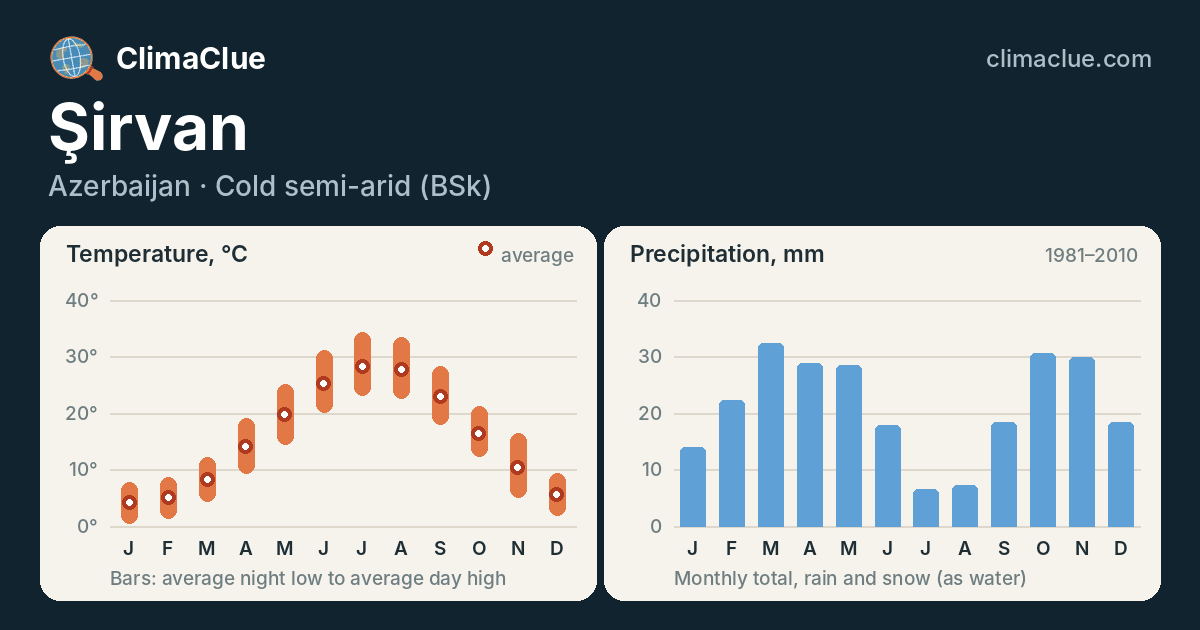 ClimaClue
climaclue.com
Şirvan
Azerbaijan · Cold semi-arid (BSk)
Temperature, °C
average
40°
30°
20°
10°
0°
J F M A M J J A S O N D
Bars: average night low to average day high
Precipitation, mm
1981–2010
40
30
20
10
0
J F M A M J J A S O N D
Monthly total, rain and snow (as water)